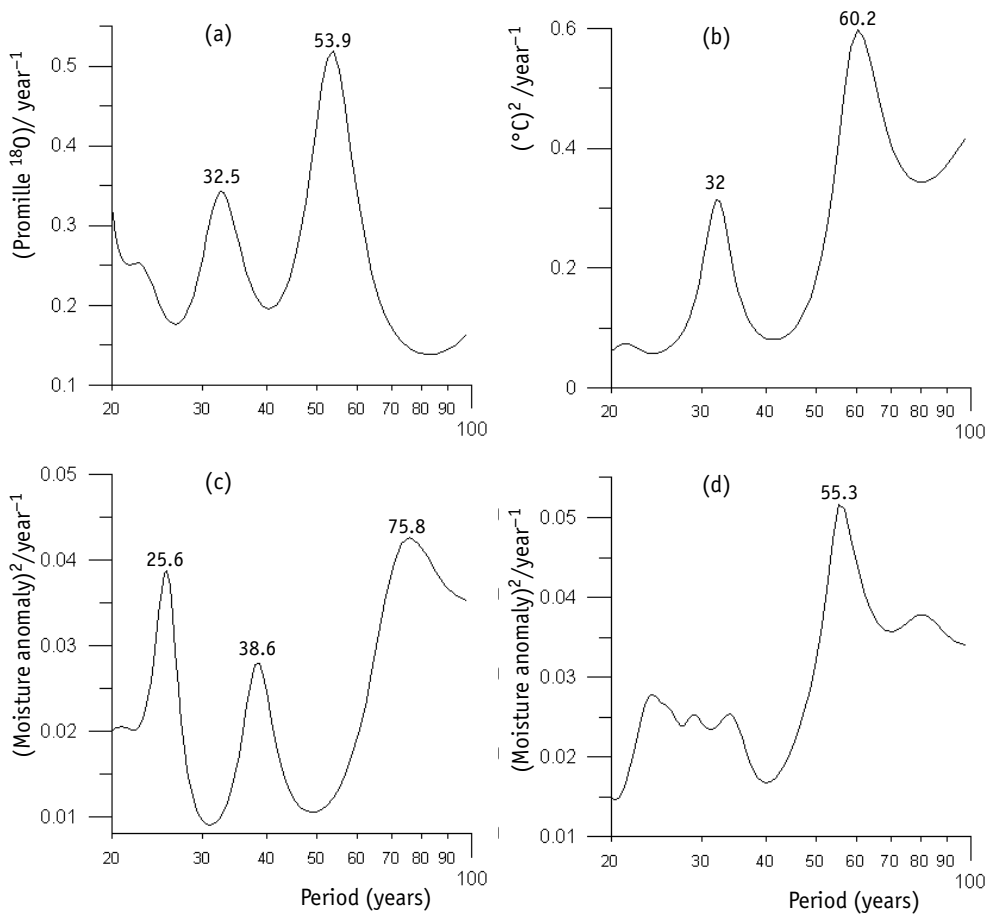 (a)
(Promille ¹⁸O)/ year⁻¹
0.5
0.4
0.3
0.2
0.1
32.5
53.9
20 30 40 50 60 70 80 90 100
(b)
(°C)² /year⁻¹
0.6
0.4
0.2
0
32
60.2
20 30 40 50 60 70 80 90 100
(c)
(Moisture anomaly)²/year⁻¹
0.05
0.04
0.03
0.02
0.01
25.6
38.6
75.8
20 30 40 50 60 70 80 90 100
Period (years)
(d)
(Moisture anomaly)²/year⁻¹
0.05
0.04
0.03
0.02
0.01
55.3
20 30 40 50 60 70 80 90 100
Period (years)